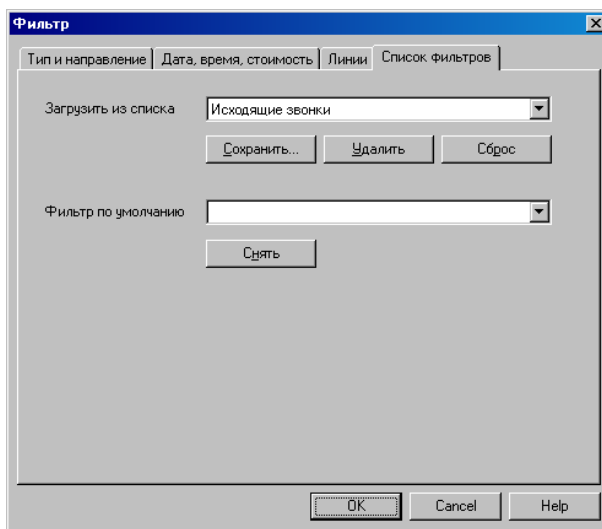 Фильтр
Тип и направление Дата, время, стоимость Линии Список фильтров
Загрузить из списка Исходящие звонки
Сохранить... Удалить Сброс
Фильтр по умолчанию
Снять
OK Cancel Help